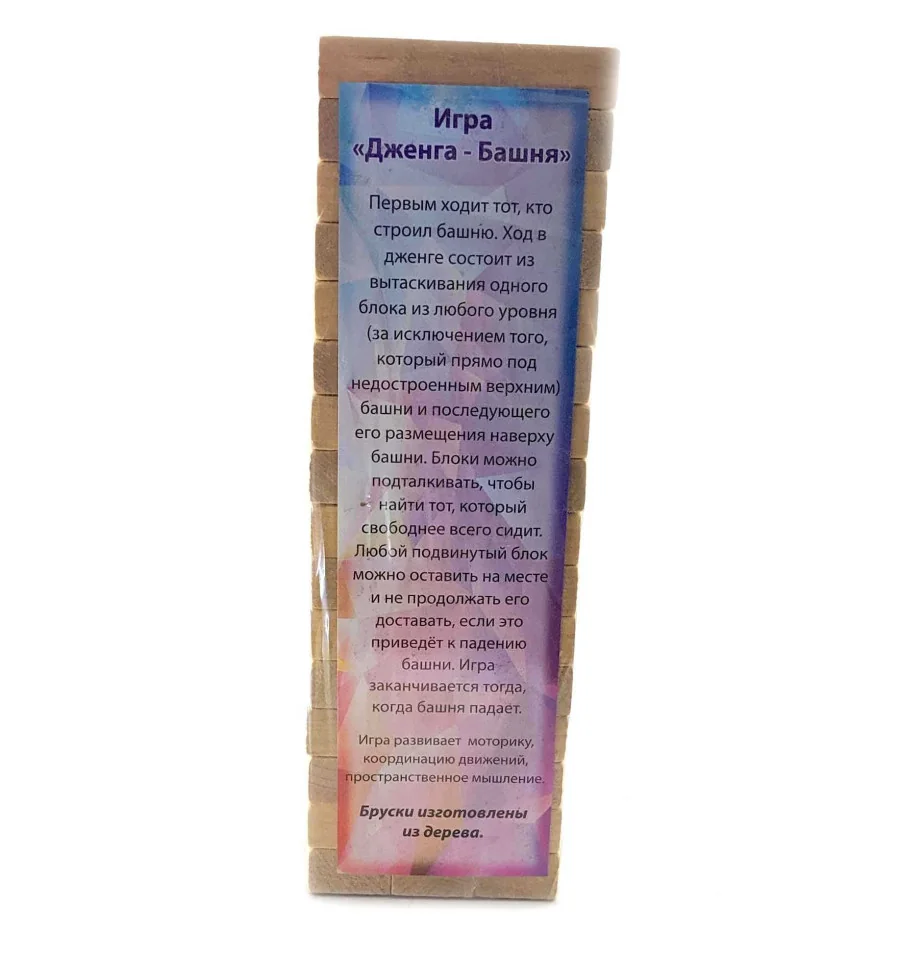 Игра
«Дженга - Башня»
Первым ходит тот, кто
строил башню. Ход в
дженге состоит из
вытаскивания одного
блока из любого уровня
(за исключением того,
который прямо под
недостроенным верхним)
башни и последующего
его размещения наверху
башни. Блоки можно
подталкивать, чтобы
найти тот, который
свободнее всего сидит.
Любой подвинутый блок
можно оставить на месте
и не продолжать его
доставать, если это
приведёт к падению
башни. Игра
заканчивается тогда,
когда башня падает.
Игра развивает моторику,
координацию движений,
пространственное мышление.
Бруски изготовлены
из дерева.